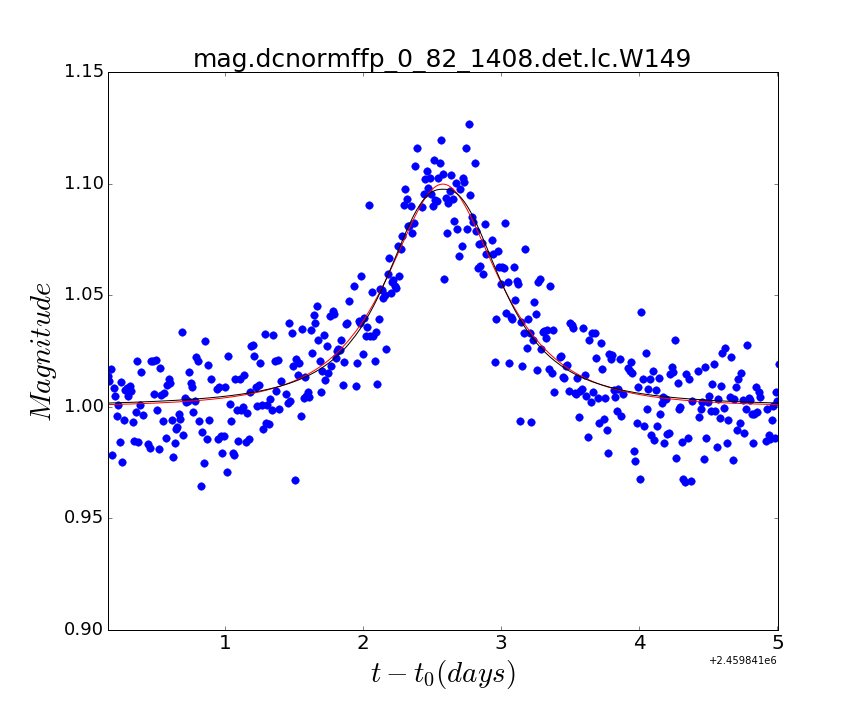 mag.dcnormffp_0_82_1408.det.lc.W149
1.15
1.10
1.05
1.00
0.95
0.90
Magnitude
1 2 3 4 5
+2.459841e6
t − t₀(days)